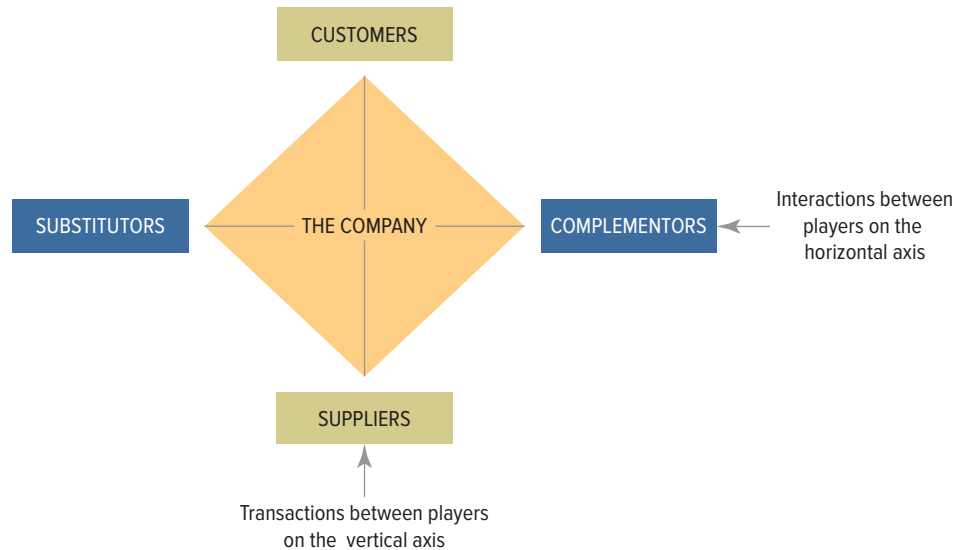 CUSTOMERS
SUBSTITUTORS
THE COMPANY
COMPLEMENTORS
Interactions between
players on the
horizontal axis
SUPPLIERS
Transactions between players
on the vertical axis